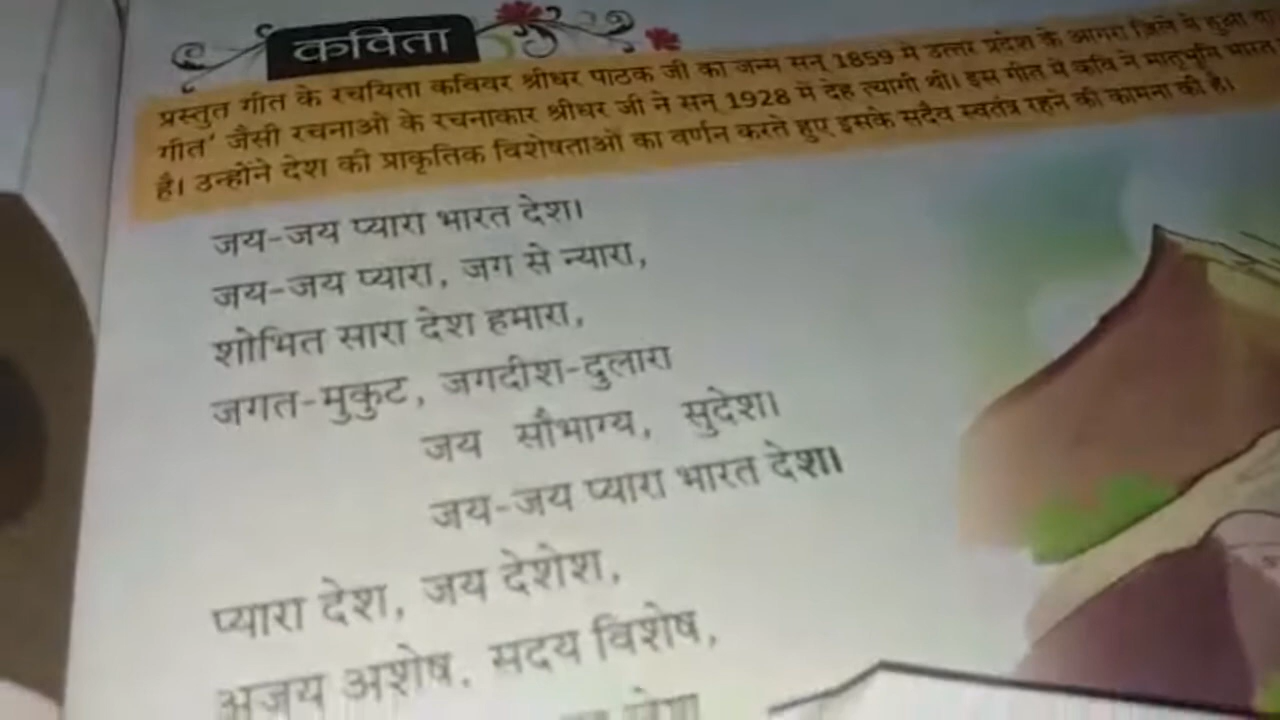 कविता
प्रस्तुत गीत के रचयिता कविवर श्रीधर पाठक जी का जन्म सन् 1859 में उत्तर प्रदेश के आगरा ज़िले में हुआ था
गीत' जैसी रचनाओं के रचनाकार श्रीधर जी ने सन् 1928 में देह त्यागी थी। इस गीत में कवि ने मातृभूमि भारत
है। उन्होंने देश की प्राकृतिक विशेषताओं का वर्णन करते हुए इसके सदैव स्वतंत्र रहने की कामना की है।
जय-जय प्यारा भारत देश।
जय-जय प्यारा, जग से न्यारा,
शोभित सारा देश हमारा,
जगत-मुकुट, जगदीश-दुलारा
जय सौभाग्य, सुदेश।
जय-जय प्यारा भारत देश।
प्यारा देश, जय देशेश,
अजय अशेष, सदय विशेष,